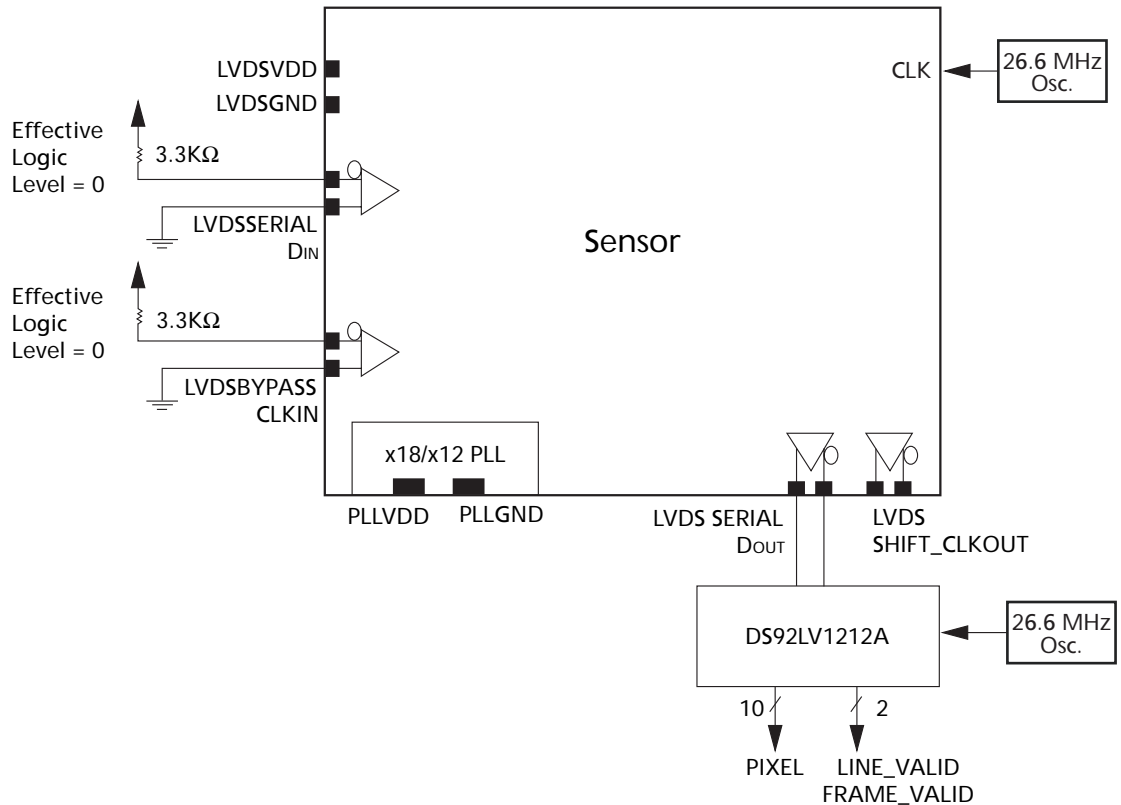 LVDSVDD
LVDSGND
CLK
26.6 MHz
Osc.
Effective
Logic
Level = 0
3.3KΩ
LVDSSERIAL
DIN
Sensor
Effective
Logic
Level = 0
3.3KΩ
LVDSBYPASS
CLKIN
x18/x12 PLL
PLLVDD
PLLGND
LVDS SERIAL
DOUT
LVDS
SHIFT_CLKOUT
DS92LV1212A
26.6 MHz
Osc.
10
2
PIXEL
LINE_VALID
FRAME_VALID